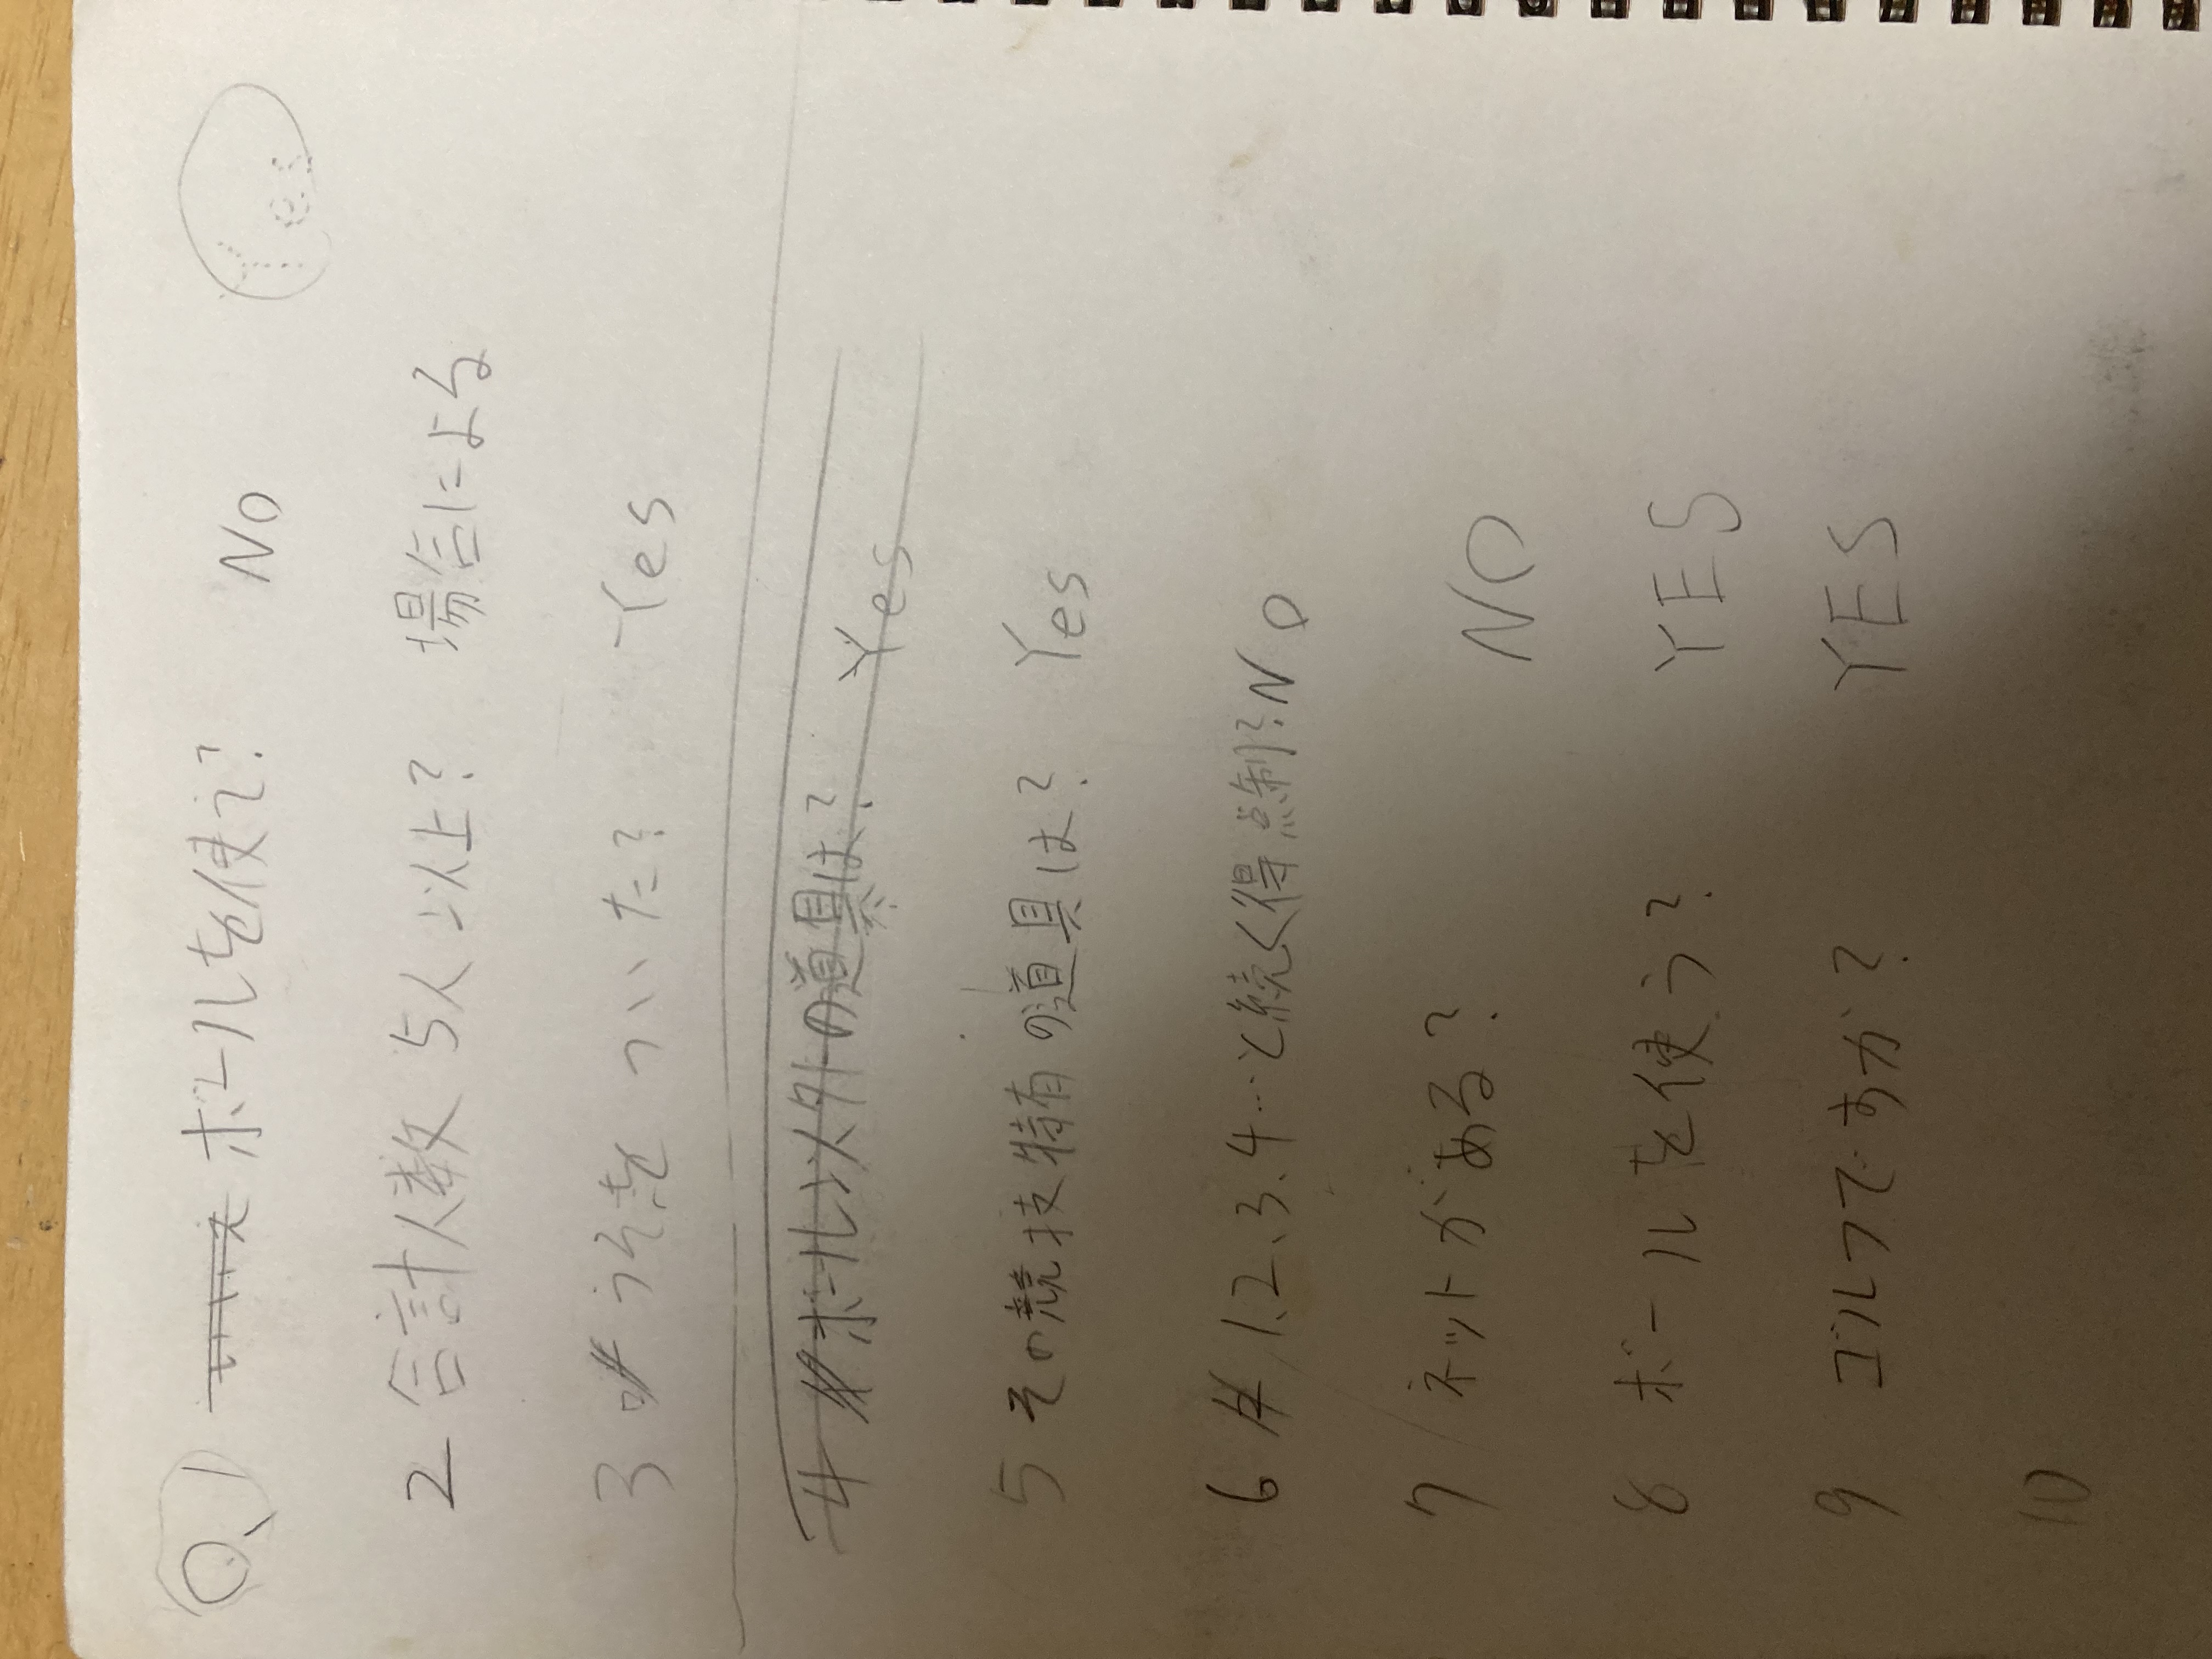 Q.1 いいえ ボールを使う? NO Yes
2 合計人数 5人以上? 場合による
3 うそをついた? Yes
4 ボール以外の道具は? Yes
5 その競技特有の道具は? Yes
6 1、2、3、4…と続く得点制? NO
7 ネットがある? NO
8 ボールを使う? YES
9 ゴルフですか? YES
10